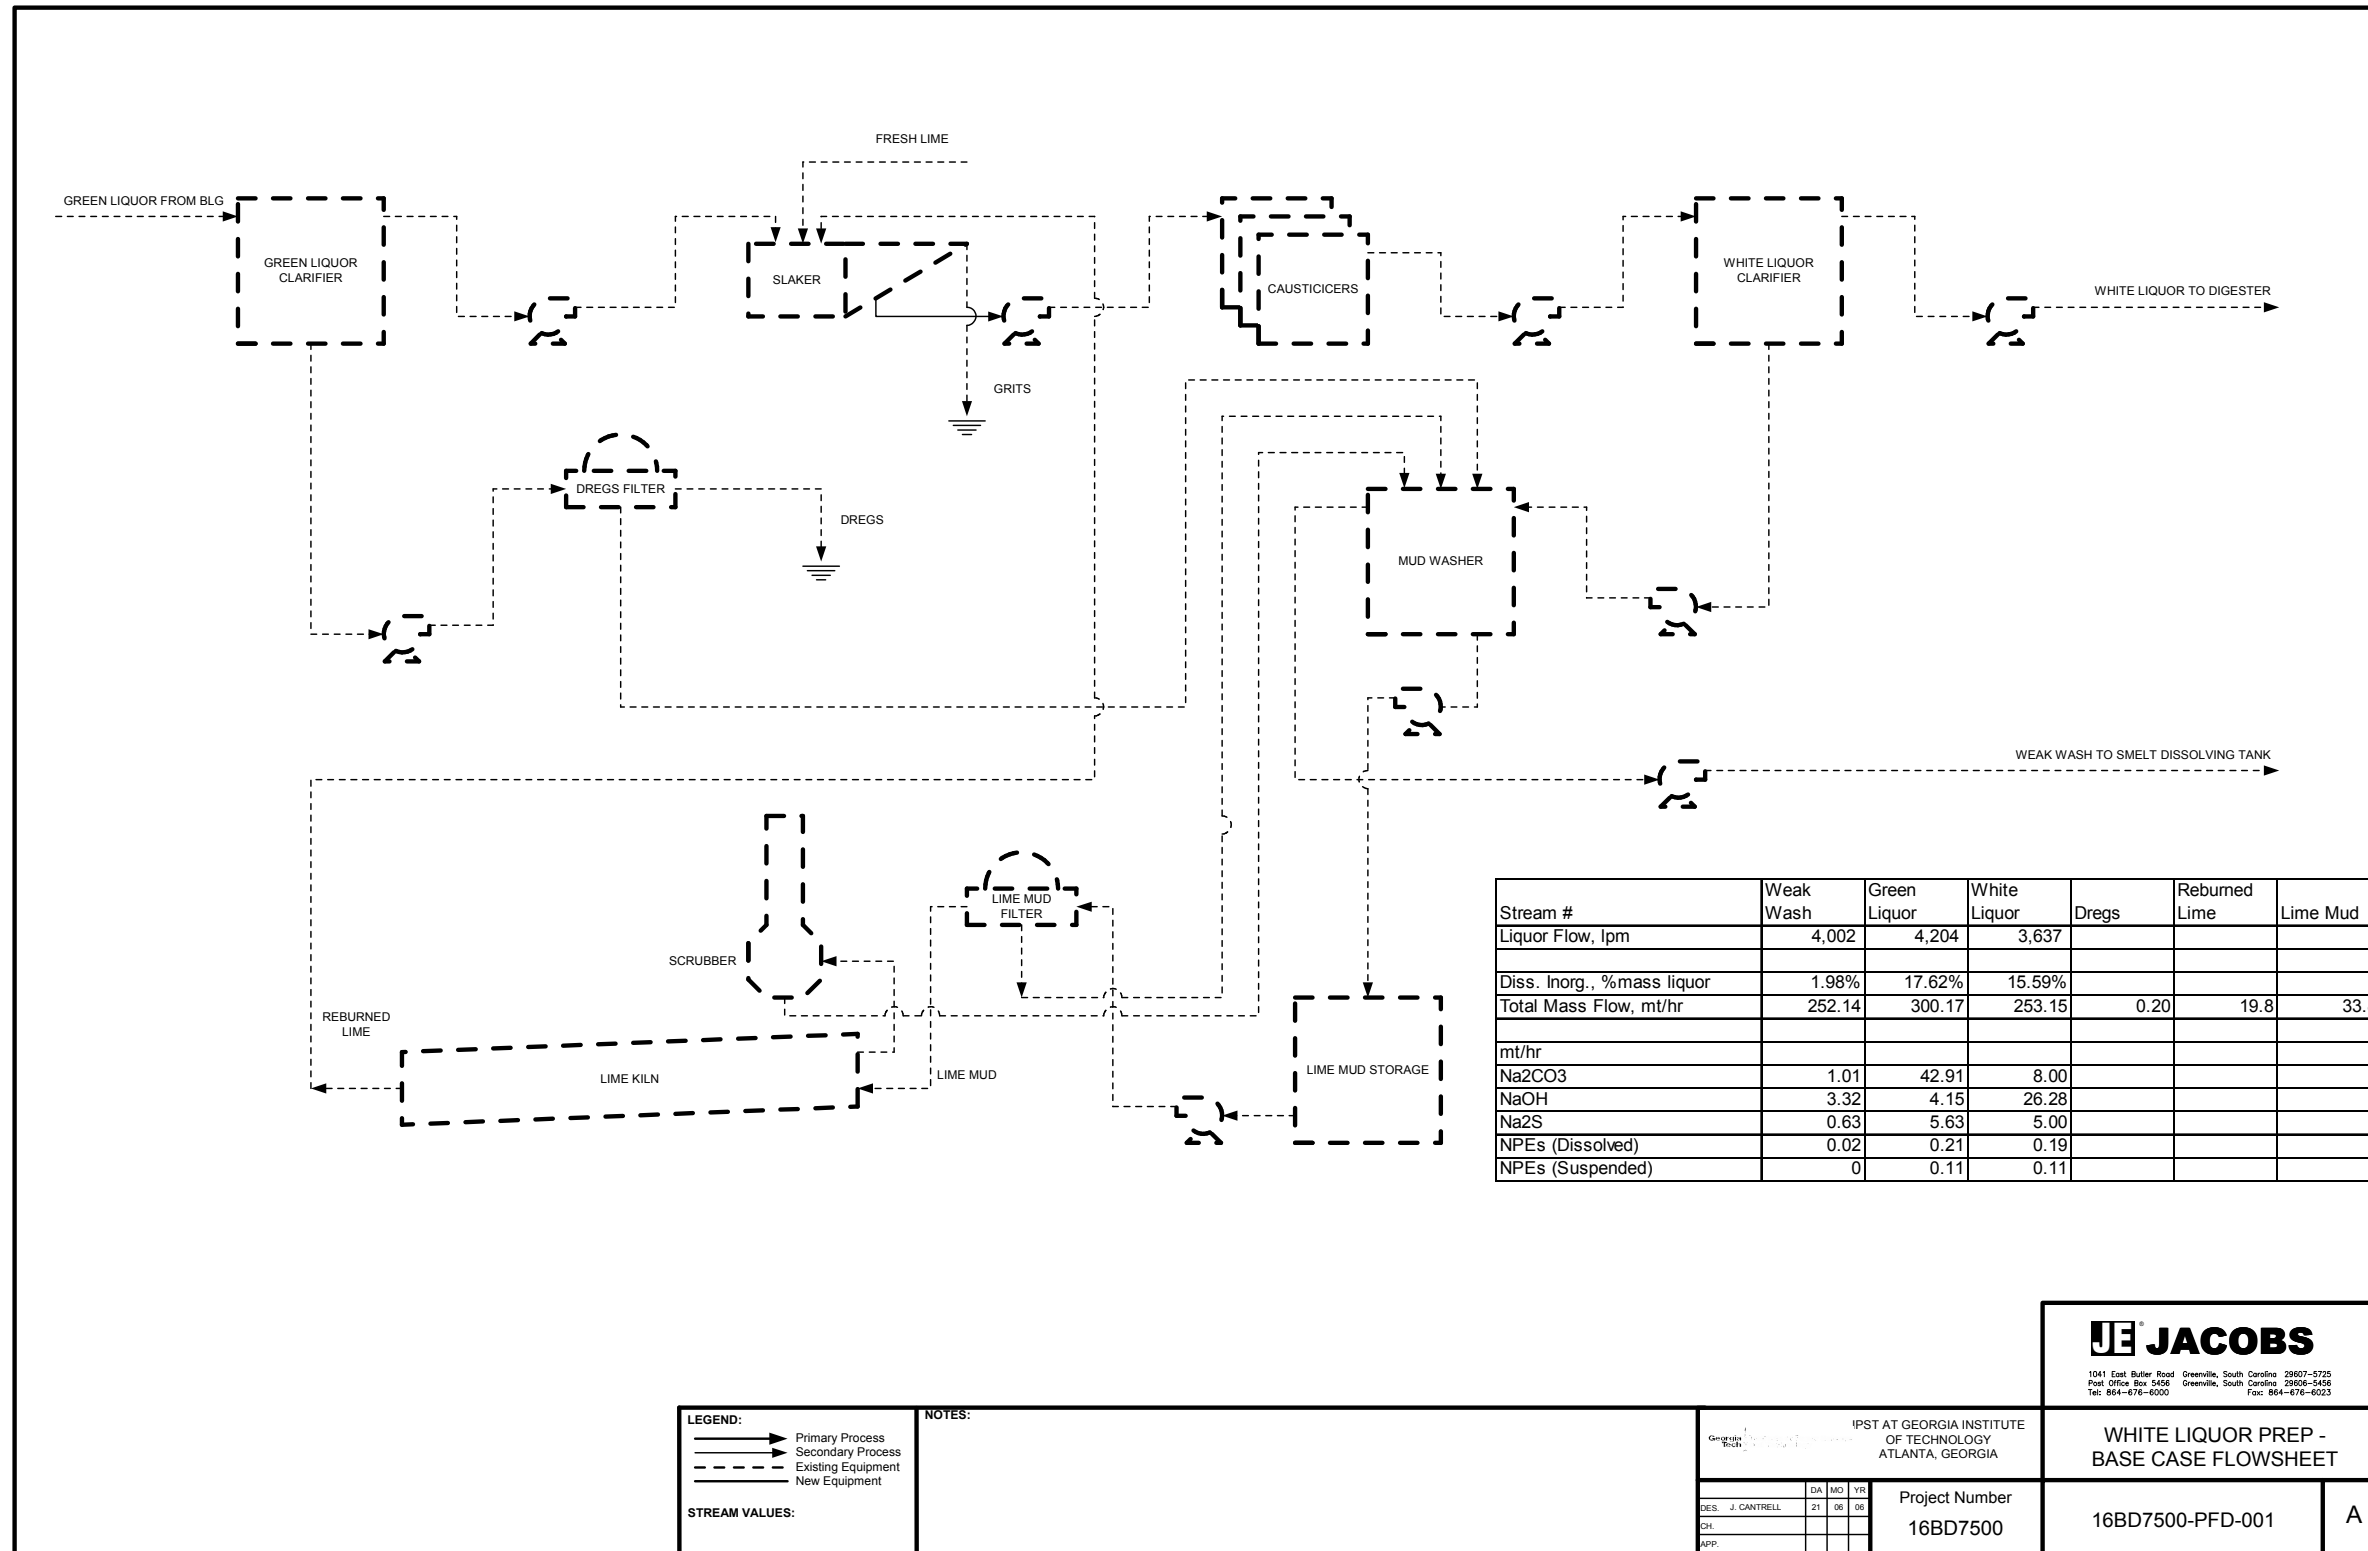 FRESH LIME
GREEN LIQUOR FROM BLG
GREEN LIQUOR
CLARIFIER
SLAKER
CAUSTICICERS
WHITE LIQUOR
CLARIFIER
WHITE LIQUOR TO DIGESTER
GRITS
DREGS FILTER
DREGS
MUD WASHER
WEAK WASH TO SMELT DISSOLVING TANK
LIME MUD
FILTER
SCRUBBER
REBURNED
LIME
LIME KILN
LIME MUD
LIME MUD STORAGE
Stream # Weak Wash Green Liquor White Liquor Dregs Reburned Lime Lime Mud
Liquor Flow, lpm 4,002 4,204 3,637
Diss. Inorg., %mass liquor 1.98% 17.62% 15.59%
Total Mass Flow, mt/hr 252.14 300.17 253.15 0.20 19.8 33.
mt/hr
Na2CO3 1.01 42.91 8.00
NaOH 3.32 4.15 26.28
Na2S 0.63 5.63 5.00
NPEs (Dissolved) 0.02 0.21 0.19
NPEs (Suspended) 0 0.11 0.11
JE® JACOBS
1041 East Butler Road Greenville, South Carolina 29607-5725
Post Office Box 5456 Greenville, South Carolina 29606-5456
Tel: 864-676-6000 Fax: 864-676-6023
LEGEND:
Primary Process
Secondary Process
Existing Equipment
New Equipment
STREAM VALUES:
NOTES:
Georgia
Tech
IPST AT GEORGIA INSTITUTE
OF TECHNOLOGY
ATLANTA, GEORGIA
WHITE LIQUOR PREP -
BASE CASE FLOWSHEET
DA MO YR
DES. J. CANTRELL 21 06 06
CH.
APP.
Project Number
16BD7500
16BD7500-PFD-001
A